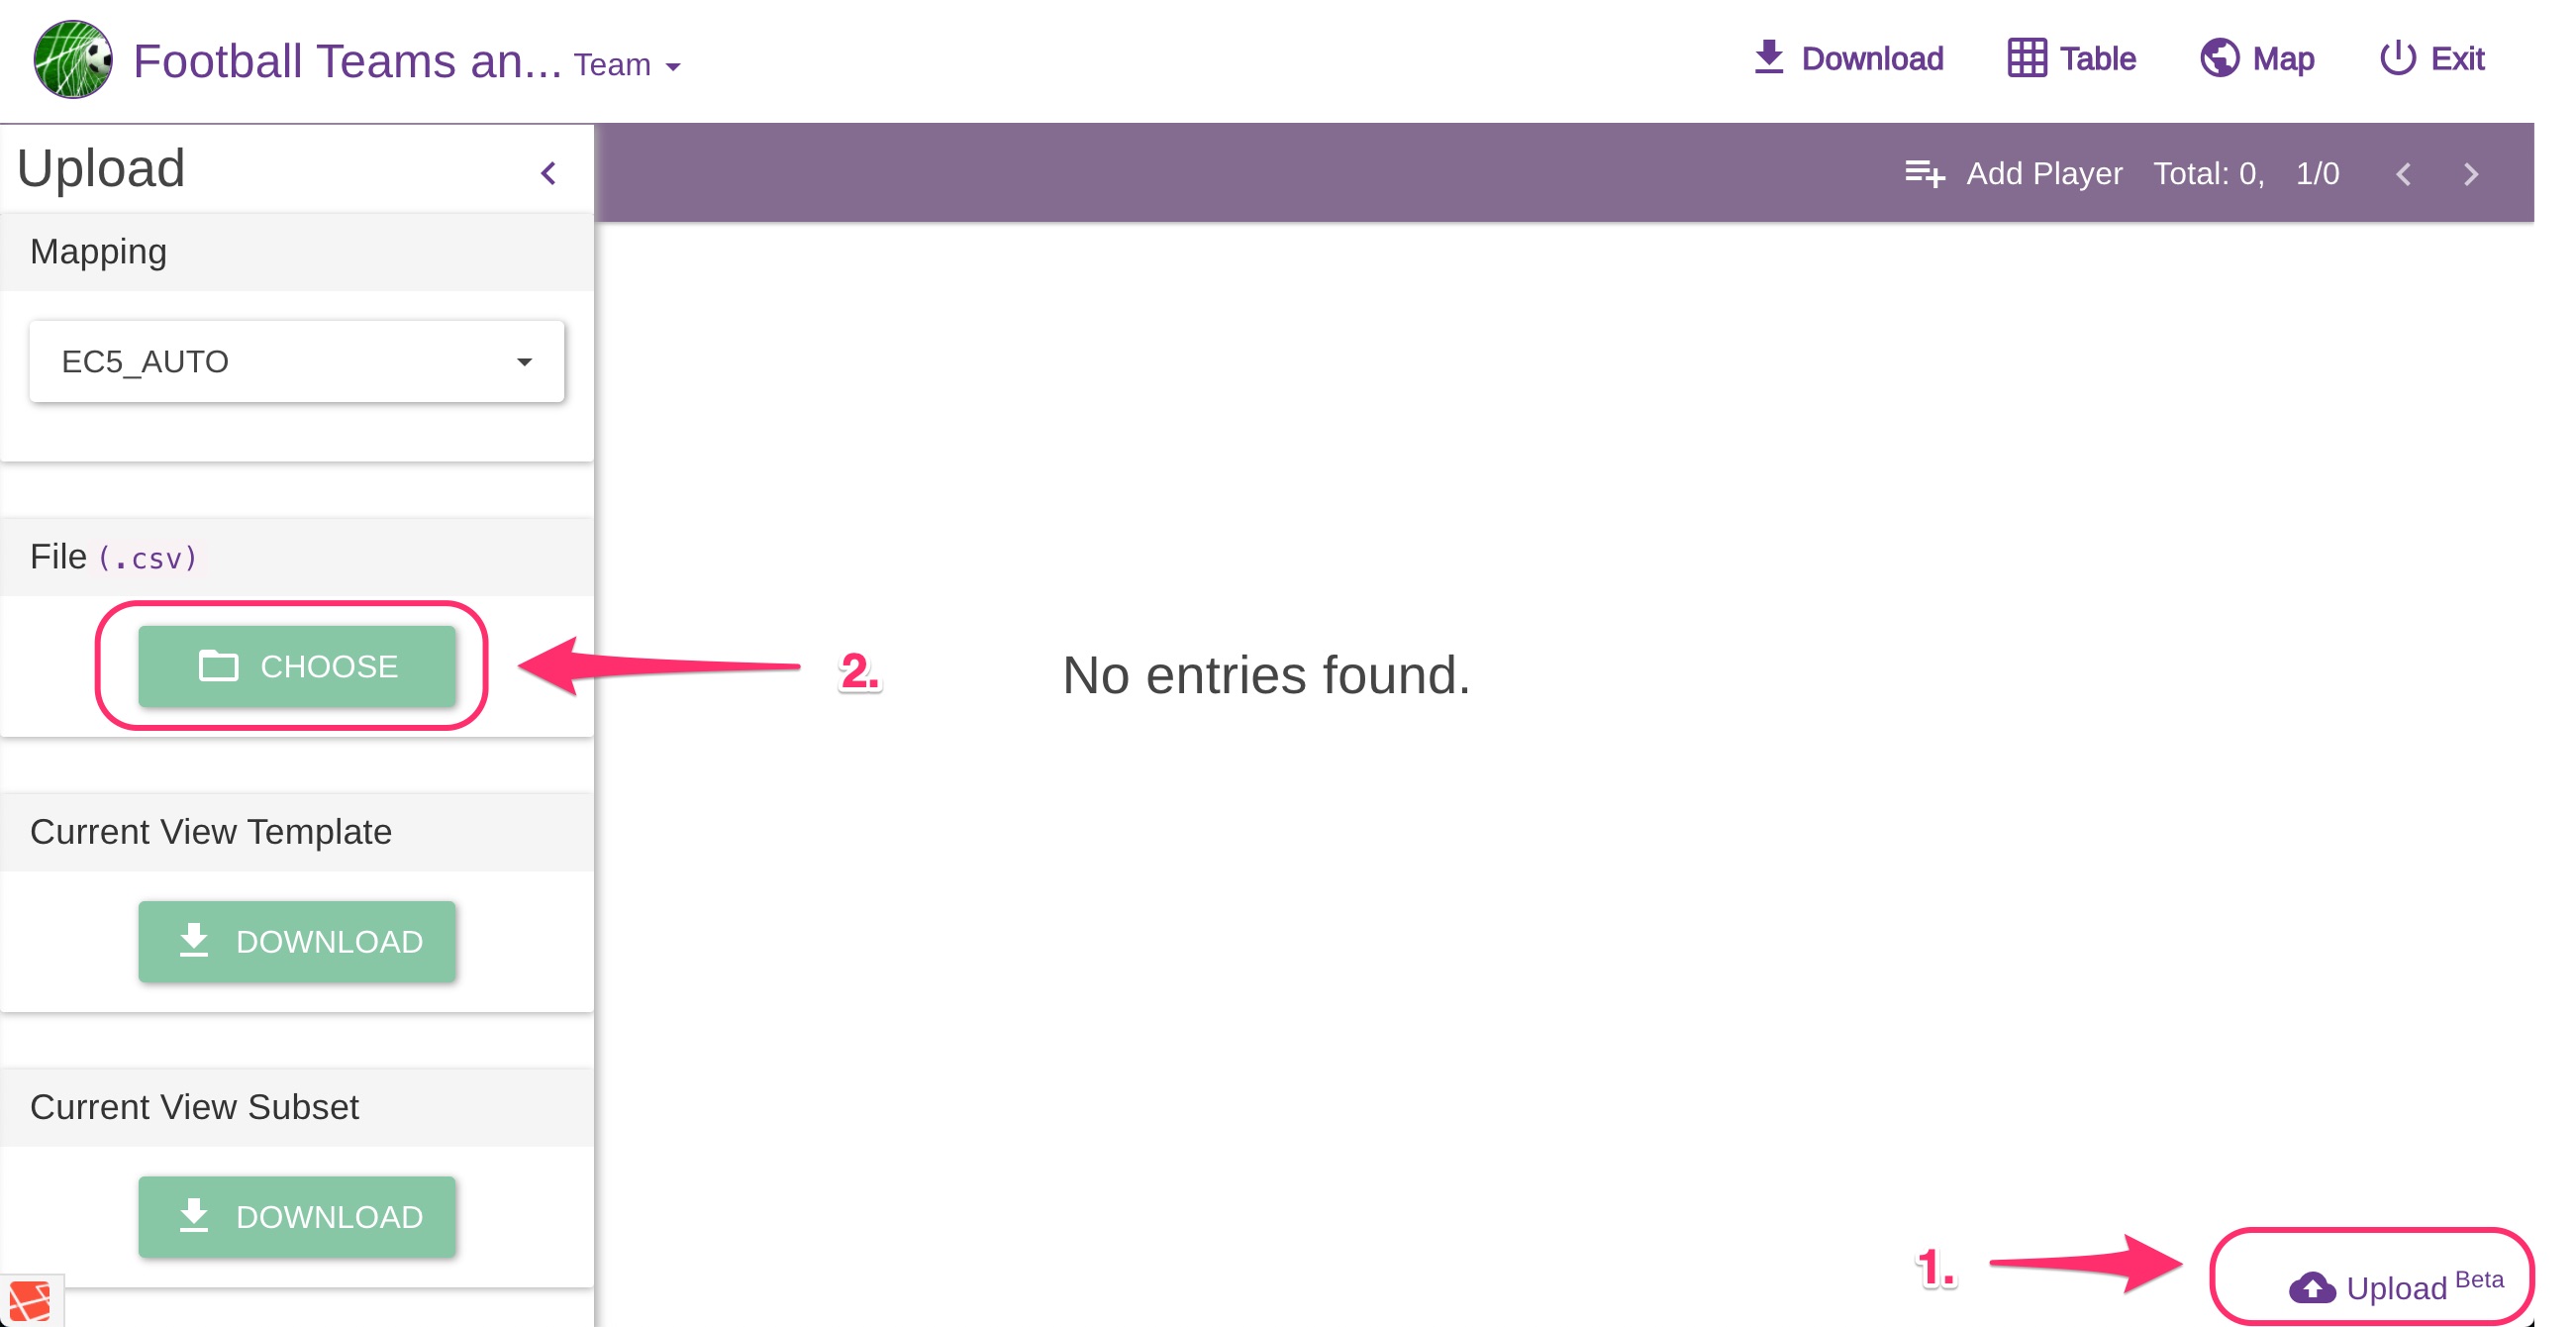 Football Teams an... Team
Download Table Map Exit
Upload
Add Player Total: 0, 1/0
Mapping
EC5_AUTO
File (.csv)
CHOOSE
2.
No entries found.
Current View Template
DOWNLOAD
Current View Subset
DOWNLOAD
1.
Upload Beta